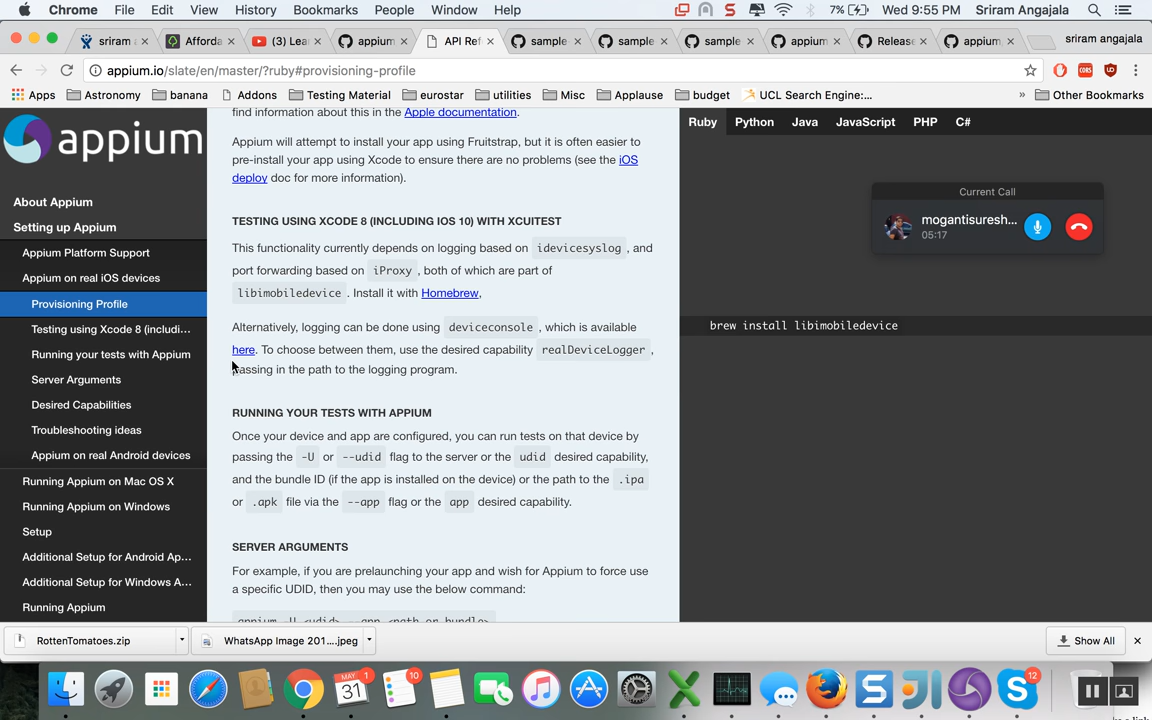 Chrome File Edit View History Bookmarks People Window Help 7% Wed 9:55 PM Sriram Angajala
sriram a Afforda (3) Lea appium API Ref sample sample sample appium Releas appium, sriram angajala
appium.io/slate/en/master/?ruby#provisioning-profile
Apps Astronomy banana Addons Testing Material eurostar utilities Misc Applause budget UCL Search Engine:... » Other Bookmarks
appium
About Appium
Setting up Appium
Appium Platform Support
Appium on real iOS devices
Provisioning Profile
Testing using Xcode 8 (includi...
Running your tests with Appium
Server Arguments
Desired Capabilities
Troubleshooting ideas
Appium on real Android devices
Running Appium on Mac OS X
Running Appium on Windows
Setup
Additional Setup for Android Ap...
Additional Setup for Windows A...
Running Appium
find information about this in the Apple documentation.
Appium will attempt to install your app using Fruitstrap, but it is often easier to
pre-install your app using Xcode to ensure there are no problems (see the iOS
deploy doc for more information).
TESTING USING XCODE 8 (INCLUDING IOS 10) WITH XCUITEST
This functionality currently depends on logging based on idevicesyslog, and
port forwarding based on iProxy, both of which are part of
libimobiledevice. Install it with Homebrew,
Alternatively, logging can be done using deviceconsole, which is available
here. To choose between them, use the desired capability realDeviceLogger,
passing in the path to the logging program.
RUNNING YOUR TESTS WITH APPIUM
Once your device and app are configured, you can run tests on that device by
passing the -U or --udid flag to the server or the udid desired capability,
and the bundle ID (if the app is installed on the device) or the path to the .ipa
or .apk file via the --app flag or the app desired capability.
SERVER ARGUMENTS
For example, if you are prelaunching your app and wish for Appium to force use
a specific UDID, then you may use the below command:
appium -U <udid> --app <path or bundle>
Ruby Python Java JavaScript PHP C#
Current Call
mogantisuresh...
05:17
brew install libimobiledevice
RottenTomatoes.zip WhatsApp Image 201....jpeg Show All
MAY 1
31 10 12